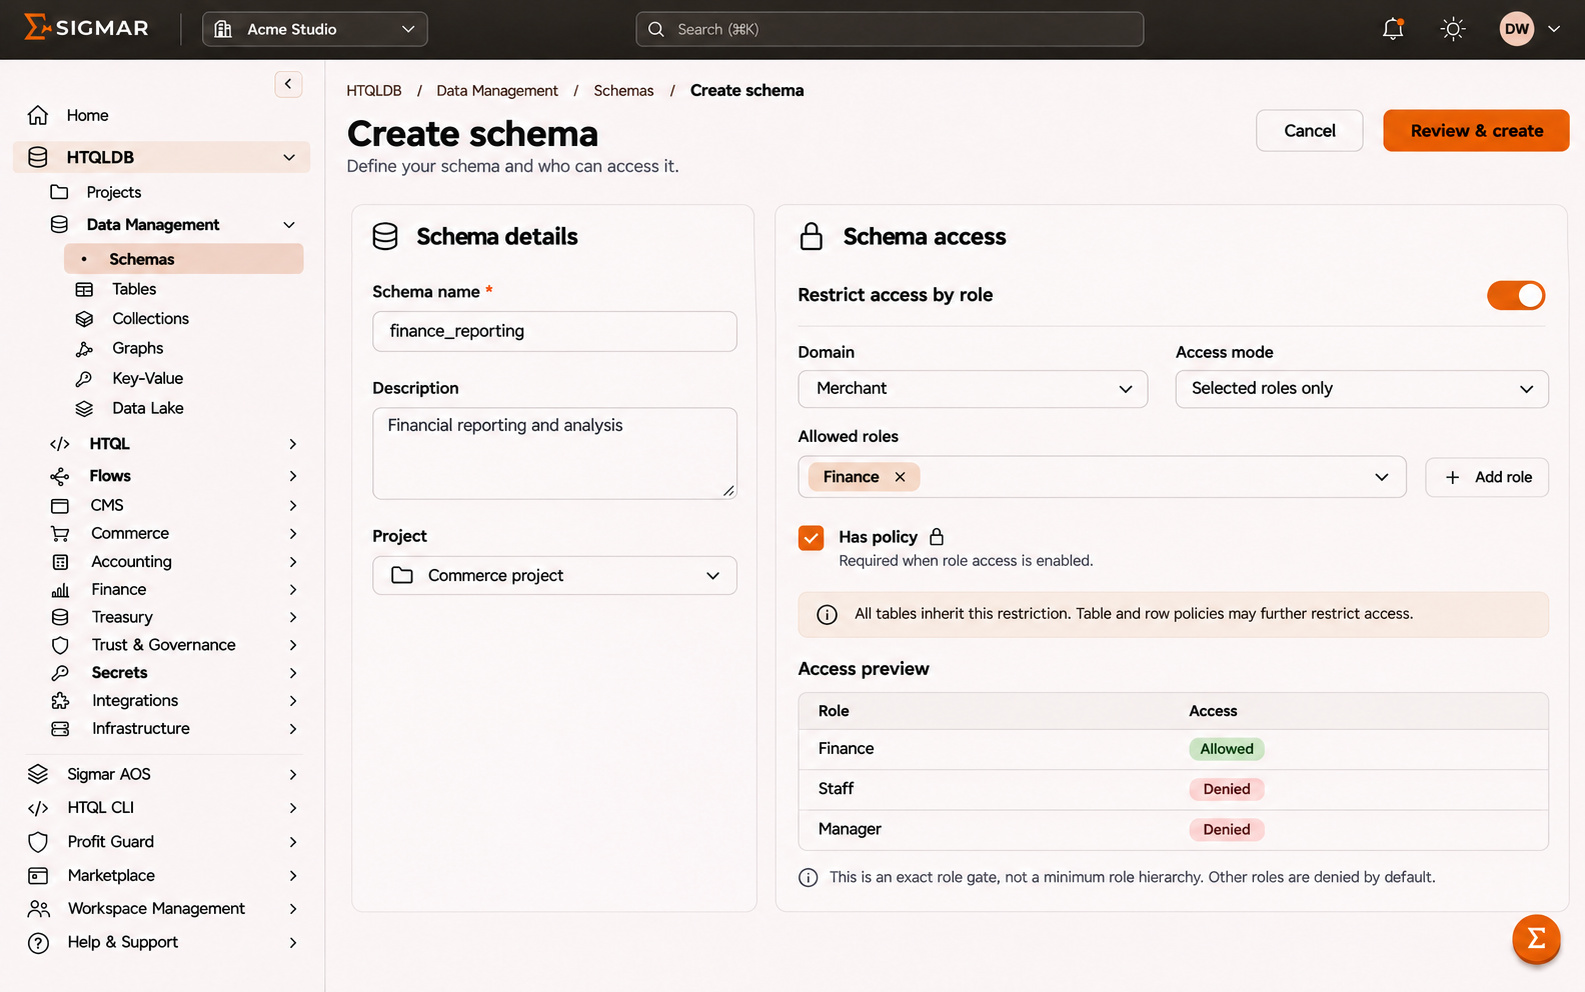 SIGMAR
Acme Studio
Search (⌘K)
DW
Home
HTQLDB
Projects
Data Management
Schemas
Tables
Collections
Graphs
Key-Value
Data Lake
HTQL
Flows
CMS
Commerce
Accounting
Finance
Treasury
Trust & Governance
Secrets
Integrations
Infrastructure
Sigmar AOS
HTQL CLI
Profit Guard
Marketplace
Workspace Management
Help & Support
HTQLDB / Data Management / Schemas / Create schema
Create schema
Define your schema and who can access it.
Cancel
Review & create
Schema details
Schema name *
finance_reporting
Description
Financial reporting and analysis
Project
Commerce project
Schema access
Restrict access by role
Domain
Access mode
Merchant
Selected roles only
Allowed roles
Finance ×
+ Add role
Has policy
Required when role access is enabled.
All tables inherit this restriction. Table and row policies may further restrict access.
Access preview
Role Access
Finance Allowed
Staff Denied
Manager Denied
This is an exact role gate, not a minimum role hierarchy. Other roles are denied by default.
Σ